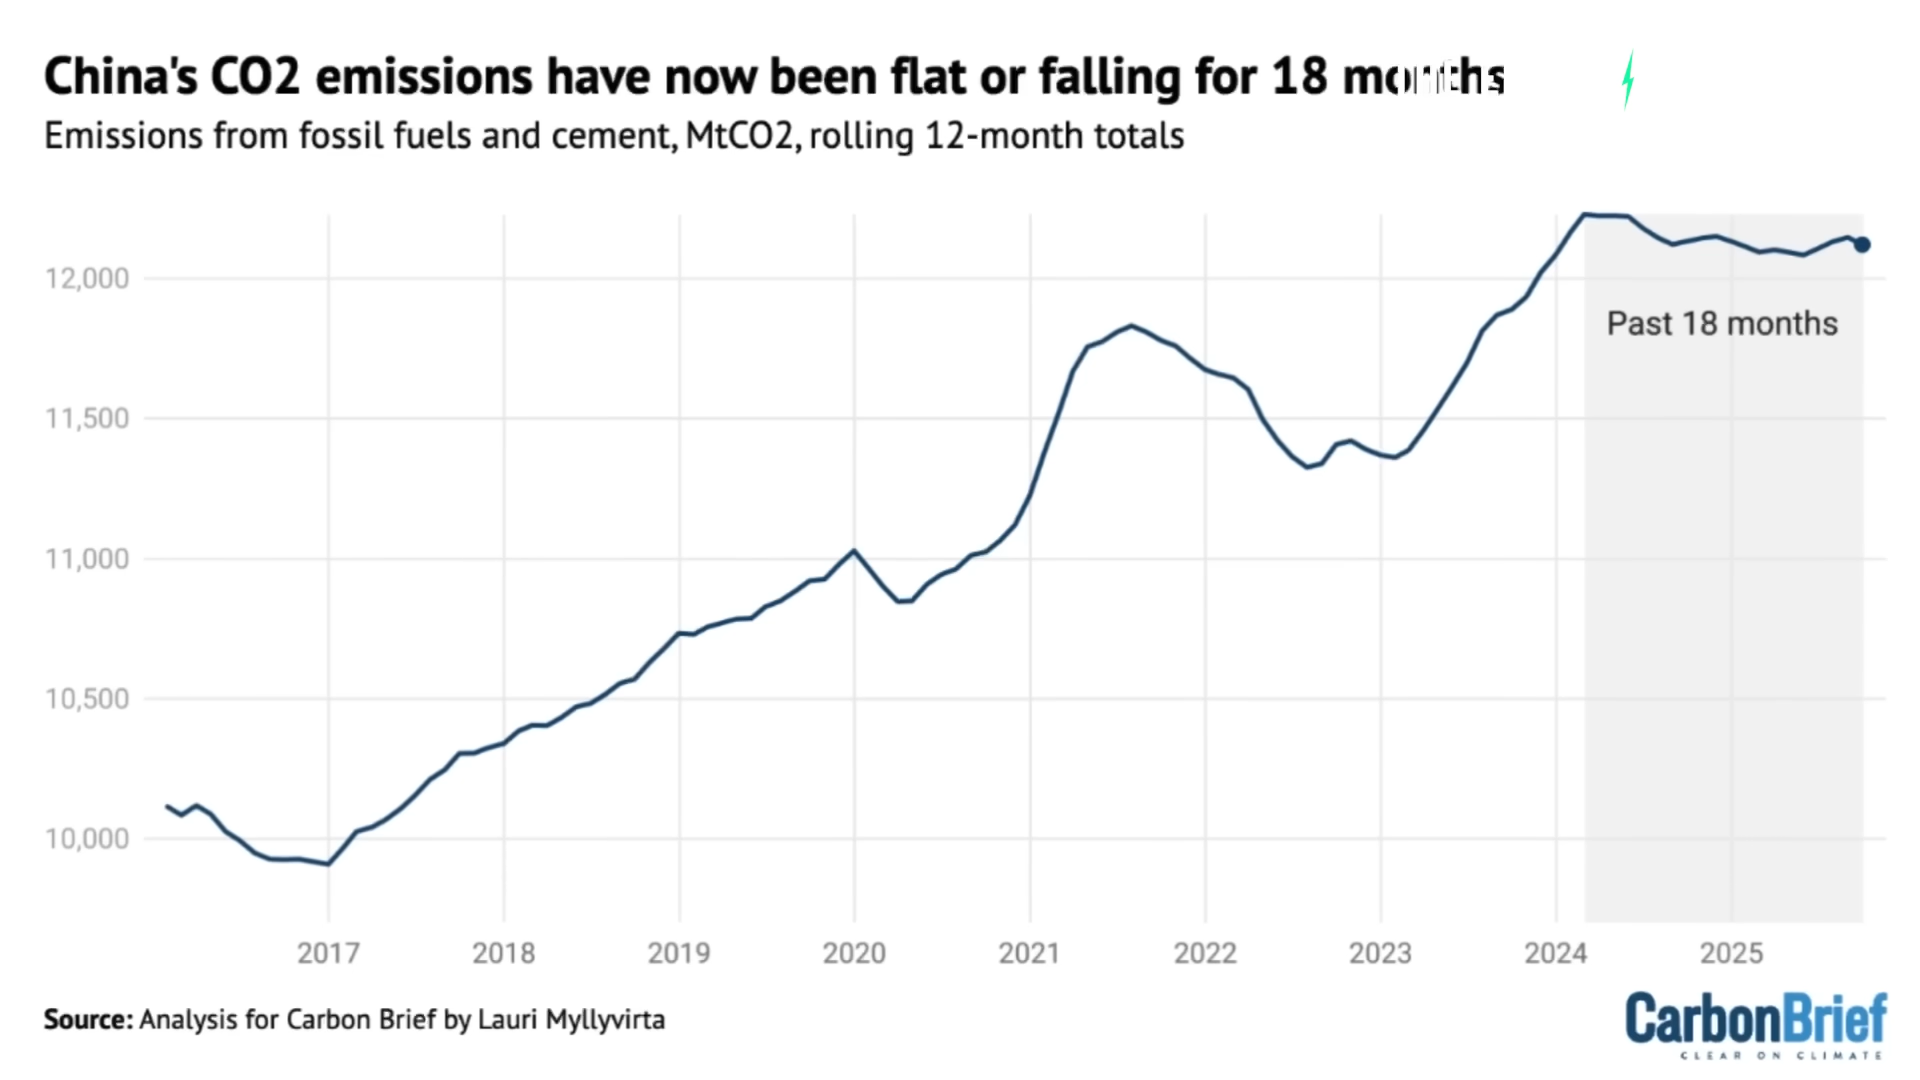 China's CO2 emissions have now been flat or falling for 18 months
Emissions from fossil fuels and cement, MtCO2, rolling 12-month totals
12,000
11,500
11,000
10,500
10,000
Past 18 months
2017 2018 2019 2020 2021 2022 2023 2024 2025
Source: Analysis for Carbon Brief by Lauri Myllyvirta
CarbonBrief
CLEAR ON CLIMATE